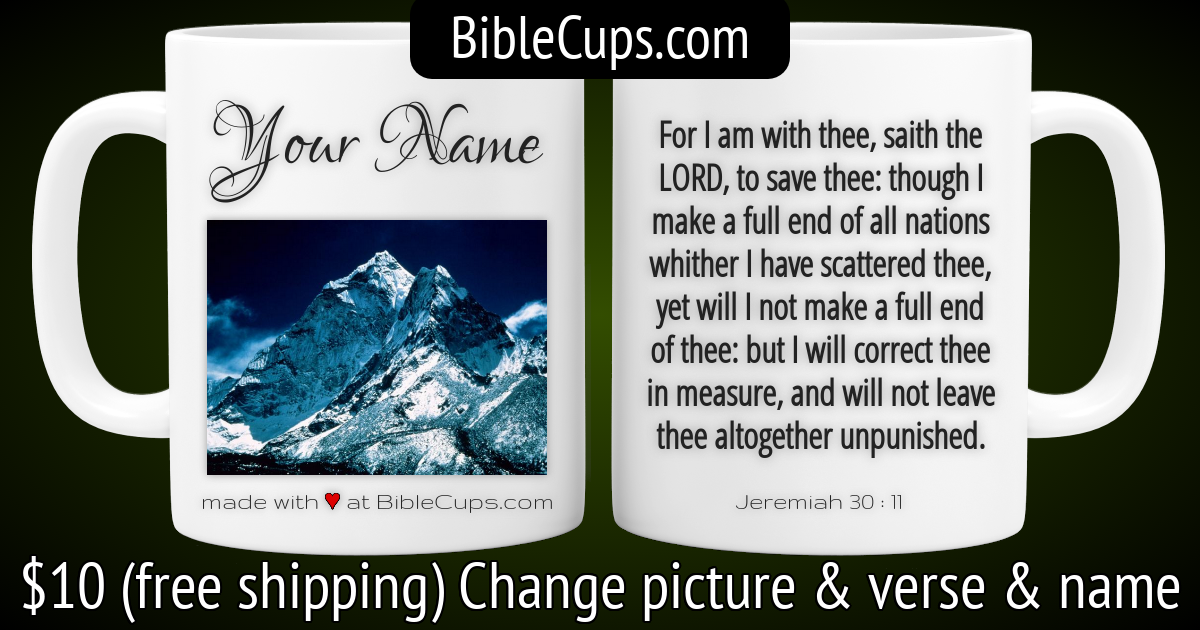 BibleCups.com
Your Name
made with ♥ at BibleCups.com
For I am with thee, saith the
LORD, to save thee: though I
make a full end of all nations
whither I have scattered thee,
yet will I not make a full end
of thee: but I will correct thee
in measure, and will not leave
thee altogether unpunished.
Jeremiah 30 : 11
$10 (free shipping) Change picture & verse & name